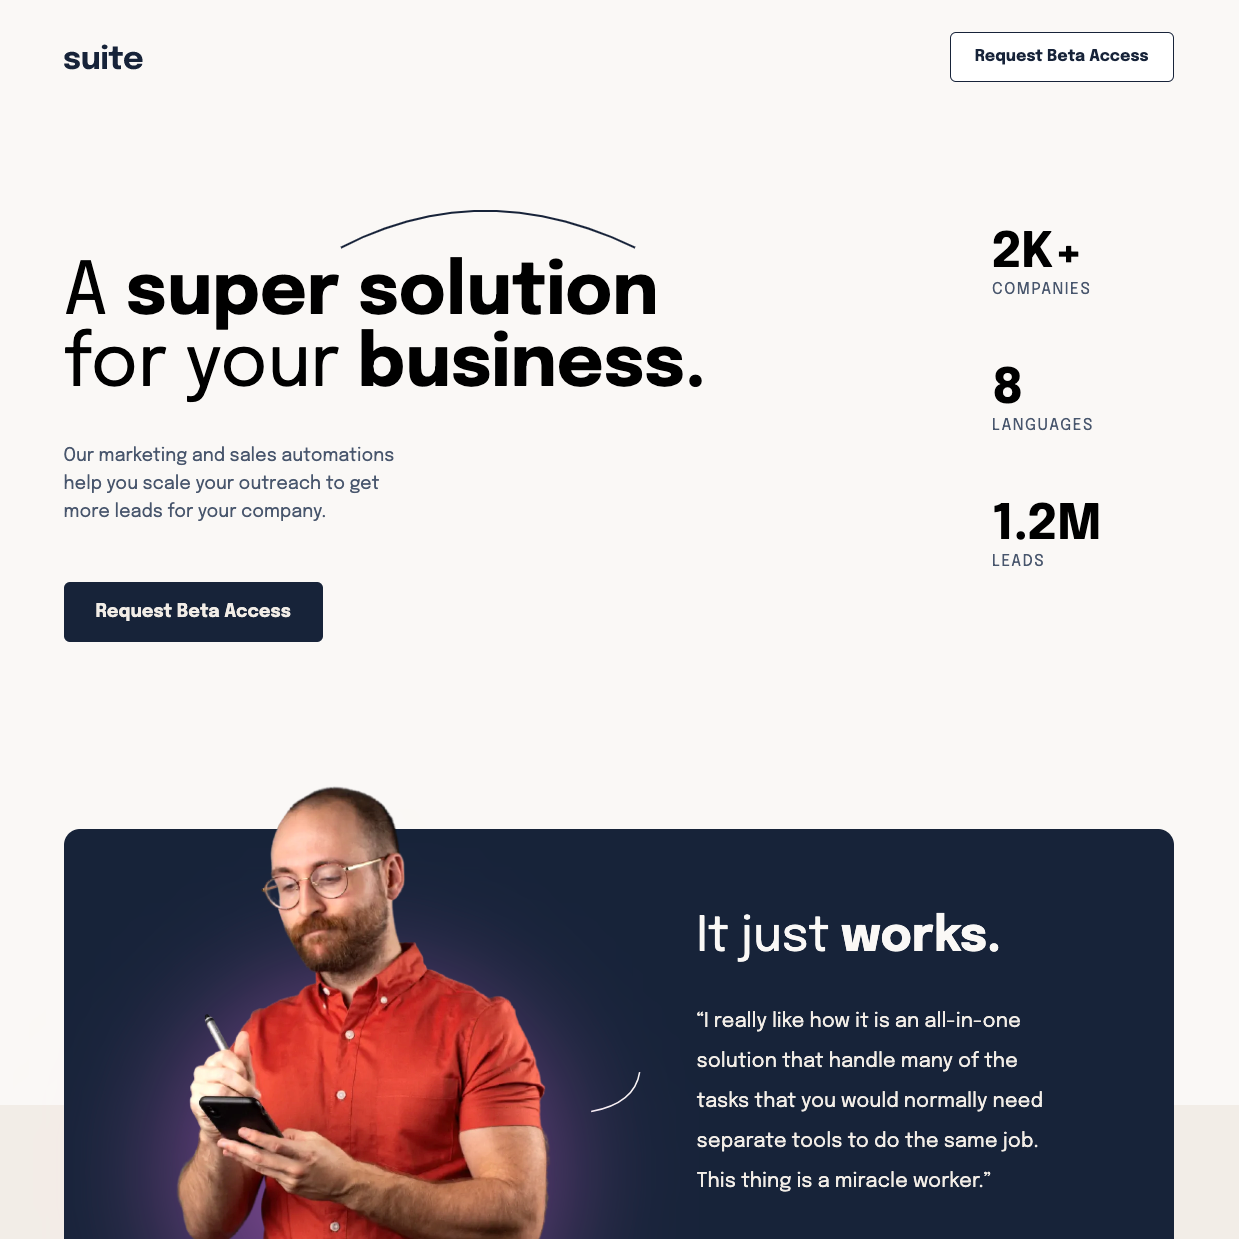 suite
Request Beta Access
A super solution
for your business.
Our marketing and sales automations
help you scale your outreach to get
more leads for your company.
Request Beta Access
2K+
COMPANIES
8
LANGUAGES
1.2M
LEADS
It just works.
“I really like how it is an all-in-one
solution that handle many of the
tasks that you would normally need
separate tools to do the same job.
This thing is a miracle worker.”